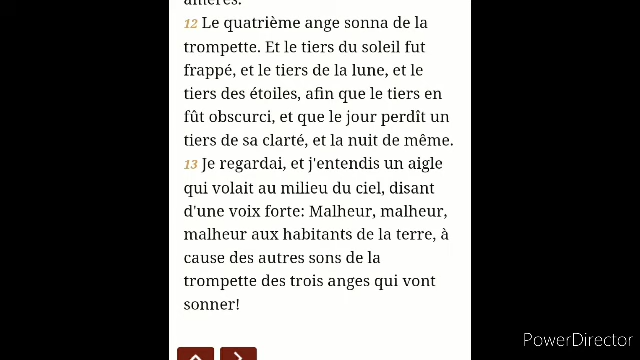 amères.
12 Le quatrième ange sonna de la
trompette. Et le tiers du soleil fut
frappé, et le tiers de la lune, et le
tiers des étoiles, afin que le tiers en
fût obscurci, et que le jour perdît un
tiers de sa clarté, et la nuit de même.
13 Je regardai, et j'entendis un aigle
qui volait au milieu du ciel, disant
d'une voix forte: Malheur, malheur,
malheur aux habitants de la terre, à
cause des autres sons de la
trompette des trois anges qui vont
sonner!
PowerDirector